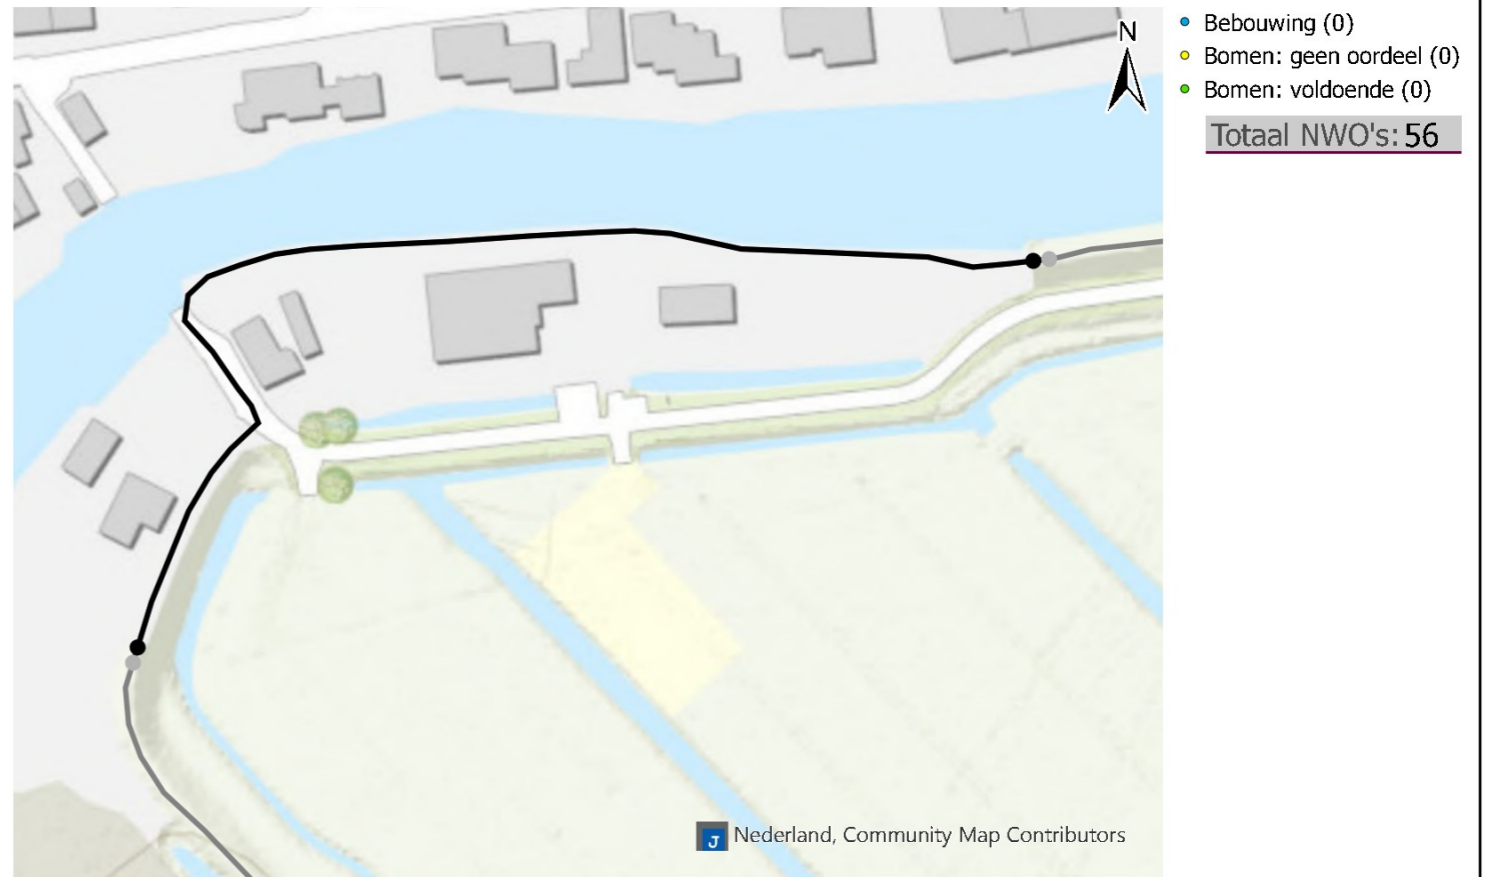 N
Bebouwing (0)
Bomen: geen oordeel (0)
Bomen: voldoende (0)
Totaal NWO's: 56
J Nederland, Community Map Contributors